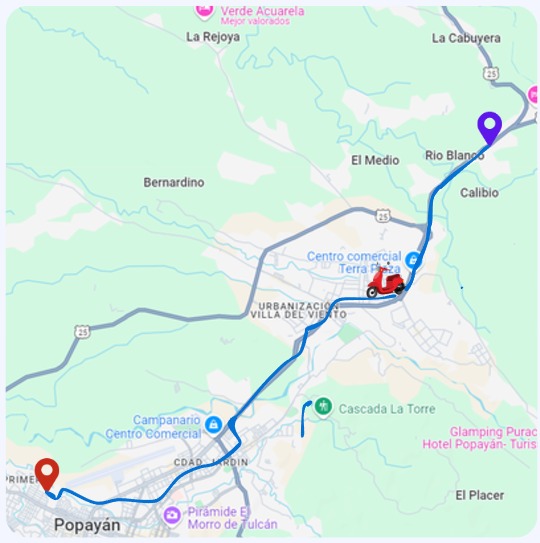 Verde Acuarela
Mejor valorados
La Rejoya
La Cabuyera
25
Rio Blanco
El Medio
Calibio
Bernardino
25
Centro comercial
Terra Plaza
URBANIZACIÓN
VILLA DEL VIENTO
25
Cascada La Torre
Campanario
Centro Comercial
Glamping Purac
Hotel Popayán- Turis
CDAD. JARDIN
PRIME
El Placer
Pirámide El
Morro de Tulcán
Popayán